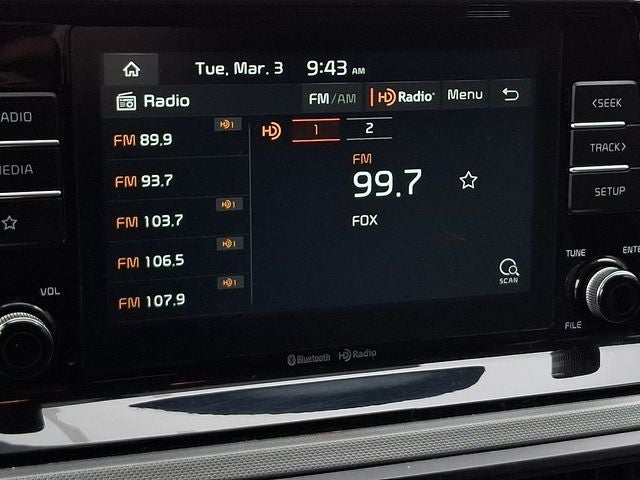 Tue, Mar. 3 9:43 AM
Radio FM/AM HD Radio Menu
FM 89.9 HD1
FM 93.7
FM 103.7 HD1
FM 106.5 HD1
FM 107.9 HD1
HD 1 2
FM
99.7
FOX
SCAN
Bluetooth HD Radio
ADIO
MEDIA
VOL
<SEEK
TRACK>
SETUP
TUNE
ENTE
FILE